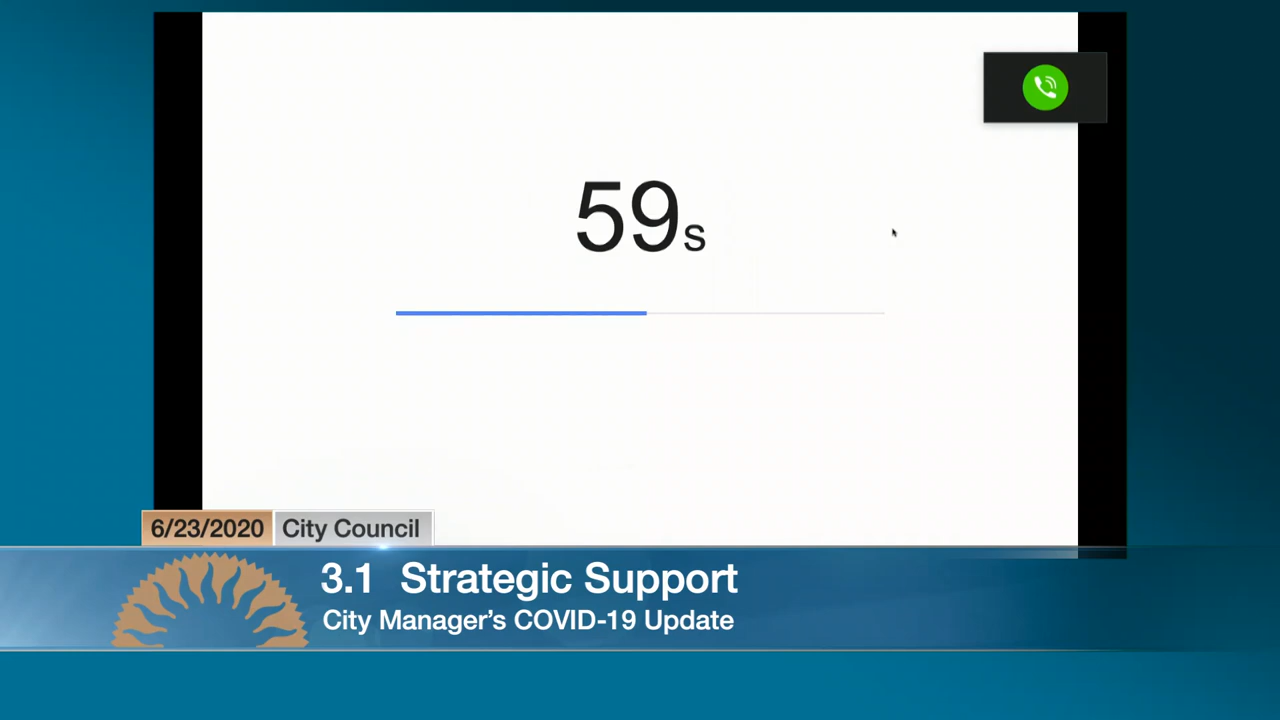 59s
6/23/2020 City Council
3.1 Strategic Support
City Manager's COVID-19 Update